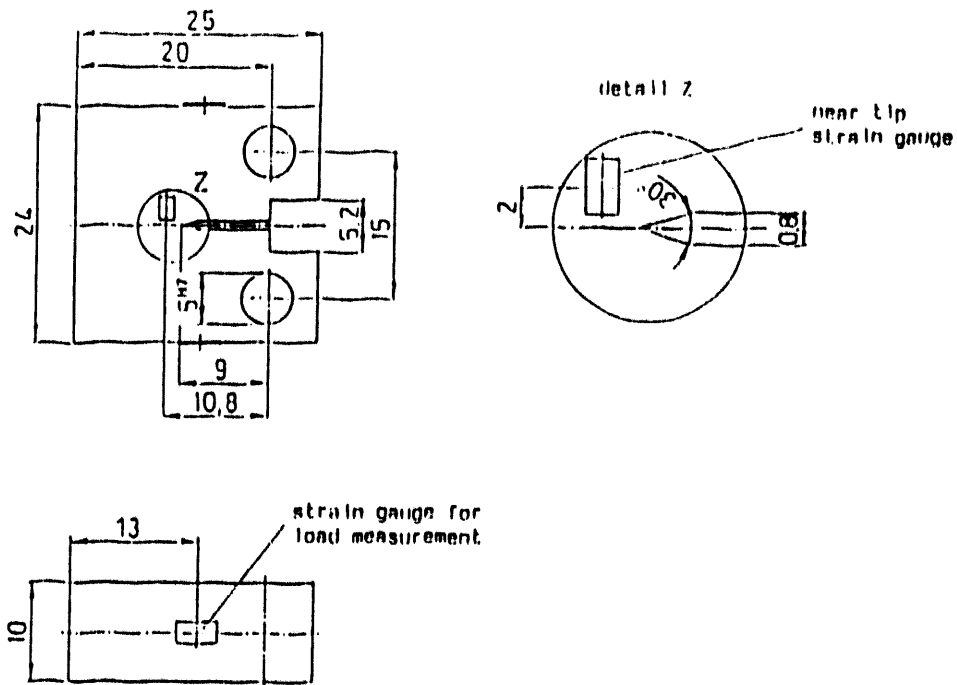 25
20
detail Z
near tip
strain gauge
Z
24
5,2
15
5H7
9
10,8
2
30°
0,8
strain gauge for
load measurement
13
10